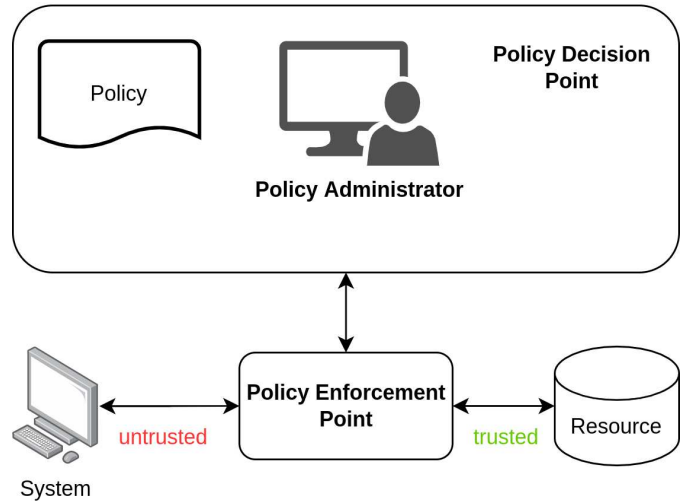 Policy
Policy Decision
Point
Policy Administrator
Policy Enforcement
Point
untrusted
trusted
Resource
System